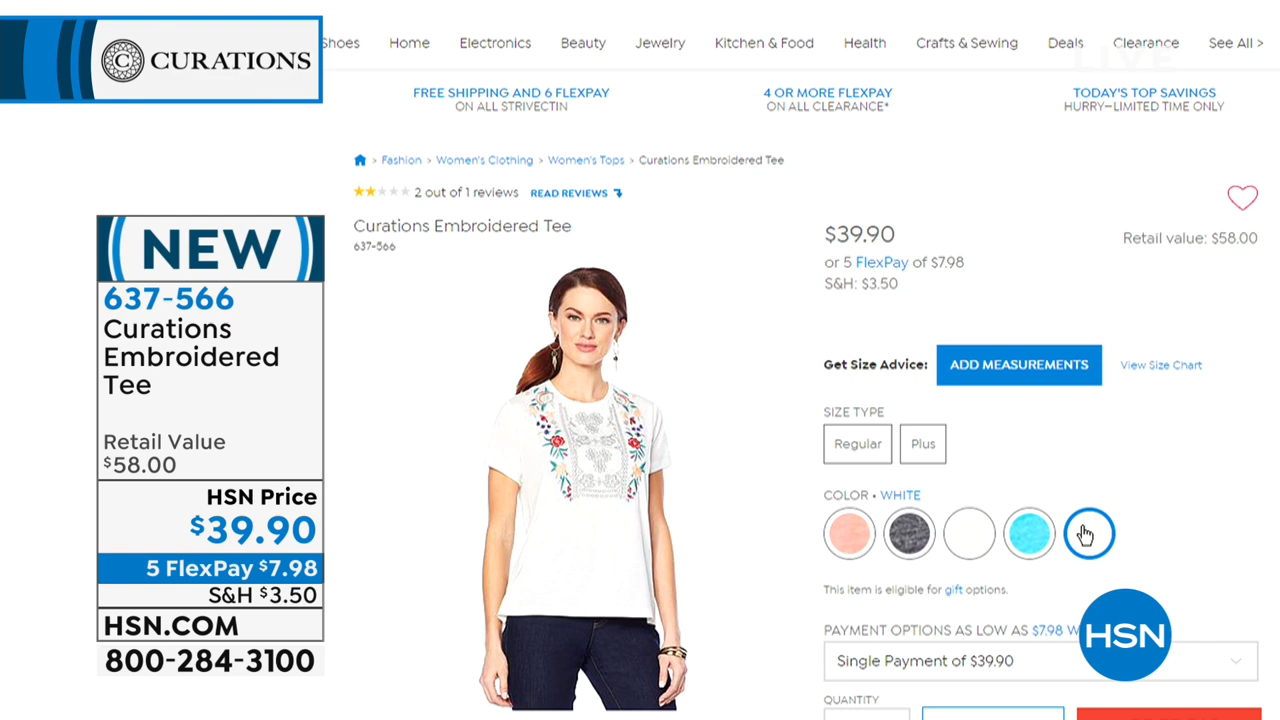 C CURATIONS
Shoes Home Electronics Beauty Jewelry Kitchen & Food Health Crafts & Sewing Deals Clearance See All >
LIVE
FREE SHIPPING AND 6 FLEXPAY
ON ALL STRIVECTIN
4 OR MORE FLEXPAY
ON ALL CLEARANCE*
TODAY'S TOP SAVINGS
HURRY-LIMITED TIME ONLY
> Fashion > Women's Clothing > Women's Tops > Curations Embroidered Tee
2 out of 1 reviews READ REVIEWS
Curations Embroidered Tee
637-566
$39.90
Retail value: $58.00
or 5 FlexPay of $7.98
S&H: $3.50
Get Size Advice: ADD MEASUREMENTS View Size Chart
SIZE TYPE
Regular Plus
COLOR • WHITE
This item is eligible for gift options.
PAYMENT OPTIONS AS LOW AS $7.98 W
Single Payment of $39.90
QUANTITY
NEW
637-566
Curations
Embroidered
Tee
Retail Value
$58.00
HSN Price
$39.90
5 FlexPay $7.98
S&H $3.50
HSN.COM
800-284-3100
HSN